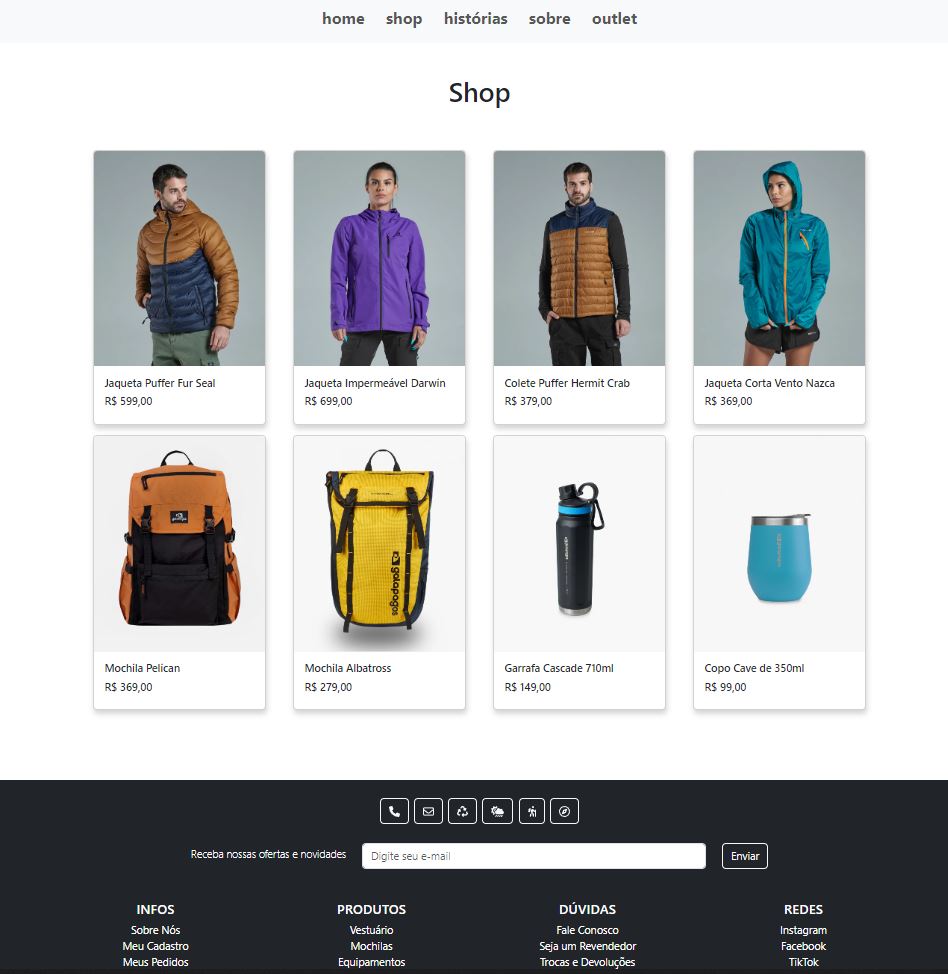 home shop histórias sobre outlet
Shop
Jaqueta Puffer Fur Seal
R$ 599,00
Jaqueta Impermeável Darwin
R$ 699,00
Colete Puffer Hermit Crab
R$ 379,00
Jaqueta Corta Vento Nazca
R$ 369,00
galapagos
Mochila Pelican
R$ 369,00
galapagos
Mochila Albatross
R$ 279,00
Garrafa Cascade 710ml
R$ 149,00
Copo Cave de 350ml
R$ 99,00
Receba nossas ofertas e novidades
Digite seu e-mail
Enviar
INFOS
Sobre Nós
Meu Cadastro
Meus Pedidos
PRODUTOS
Vestuário
Mochilas
Equipamentos
DÚVIDAS
Fale Conosco
Seja um Revendedor
Trocas e Devoluções
REDES
Instagram
Facebook
TikTok